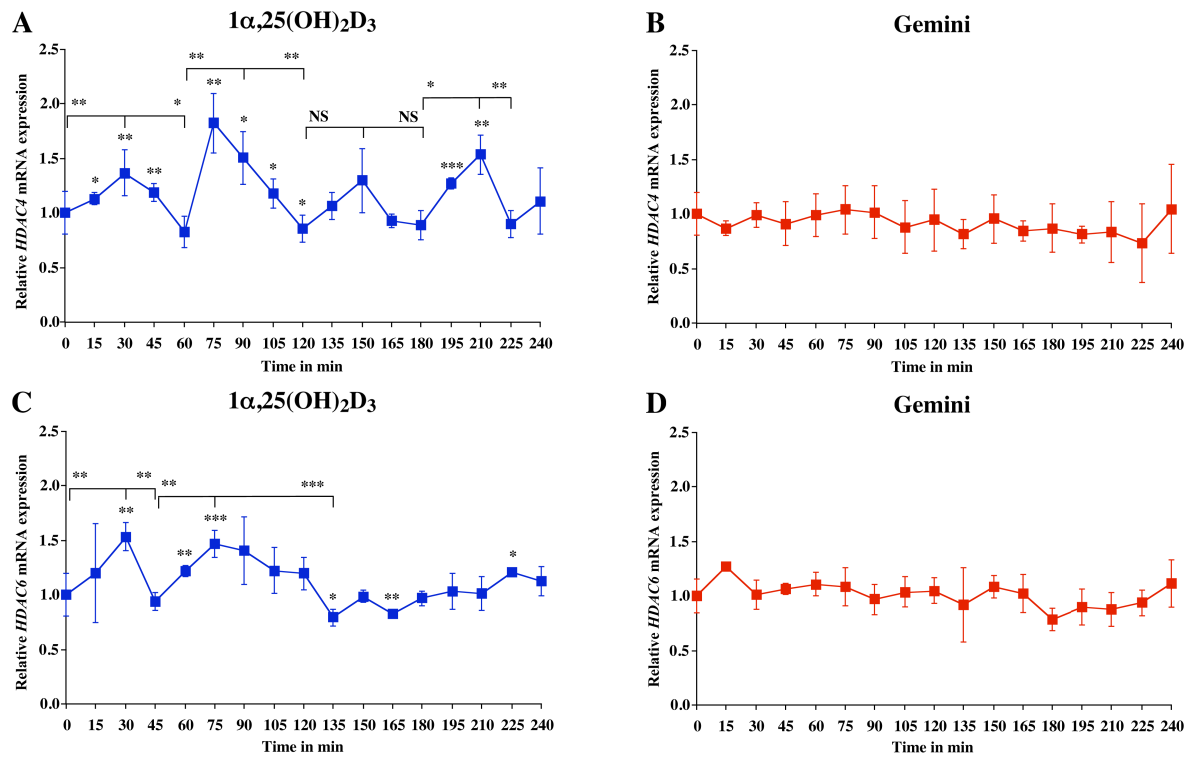 A
1α,25(OH)₂D₃
Relative HDAC4 mRNA expression
2.5
2.0
1.5
1.0
0.5
0.0
** * ** ** NS NS * **
* ** ** ** * * * *** **
0 15 30 45 60 75 90 105 120 135 150 165 180 195 210 225 240
Time in min
B
Gemini
Relative HDAC4 mRNA expression
2.5
2.0
1.5
1.0
0.5
0.0
0 15 30 45 60 75 90 105 120 135 150 165 180 195 210 225 240
Time in min
C
1α,25(OH)₂D₃
Relative HDAC6 mRNA expression
2.5
2.0
1.5
1.0
0.5
0.0
** ** ** ***
** ** *** * ** *
0 15 30 45 60 75 90 105 120 135 150 165 180 195 210 225 240
Time in min
D
Gemini
Relative HDAC6 mRNA expression
2.5
2.0
1.5
1.0
0.5
0.0
0 15 30 45 60 75 90 105 120 135 150 165 180 195 210 225 240
Time in min